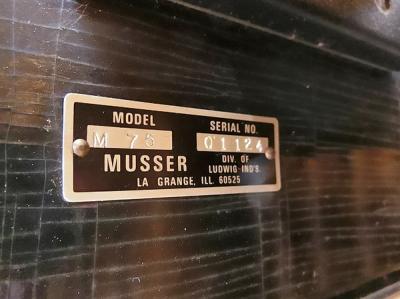 MODEL SERIAL NO.
M 75 01124
MUSSER DIV. OF
LUDWIG IND'S.
LA GRANGE, ILL. 60525